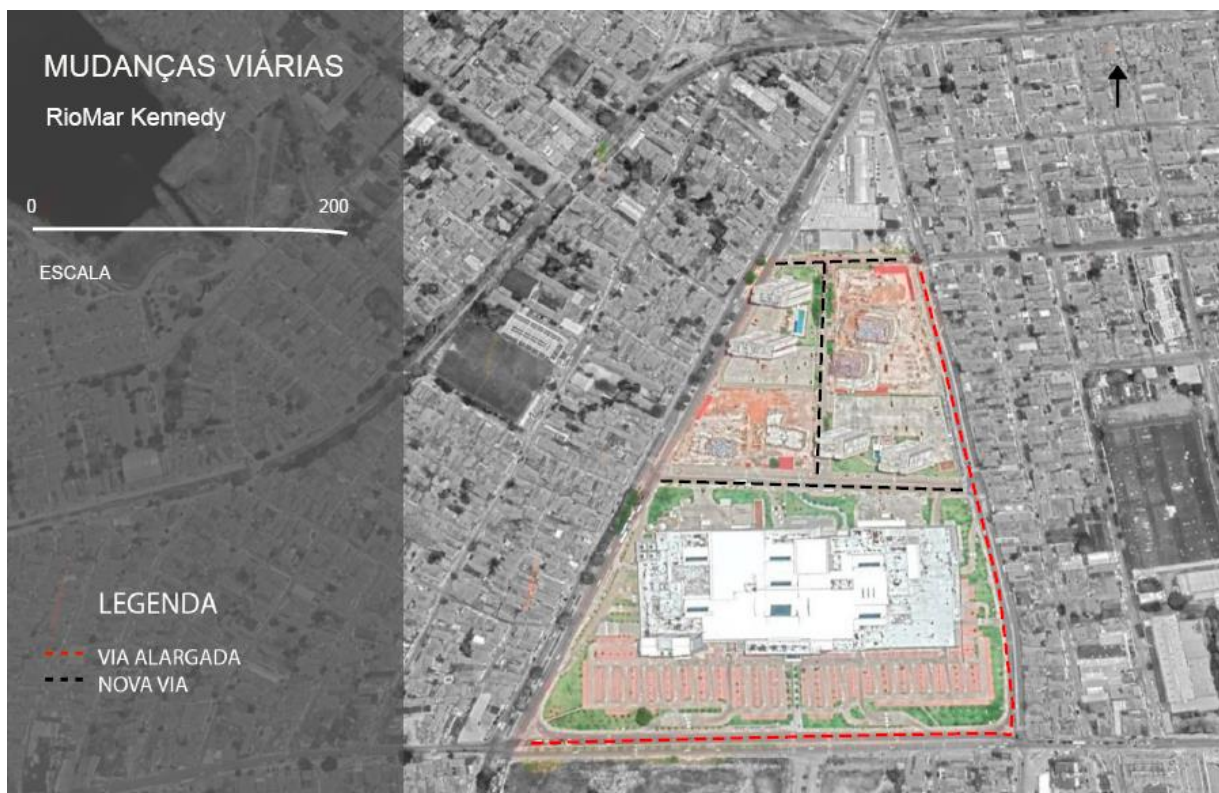 MUDANÇAS VIÁRIAS
RioMar Kennedy
0 200
ESCALA
LEGENDA
VIA ALARGADA
NOVA VIA